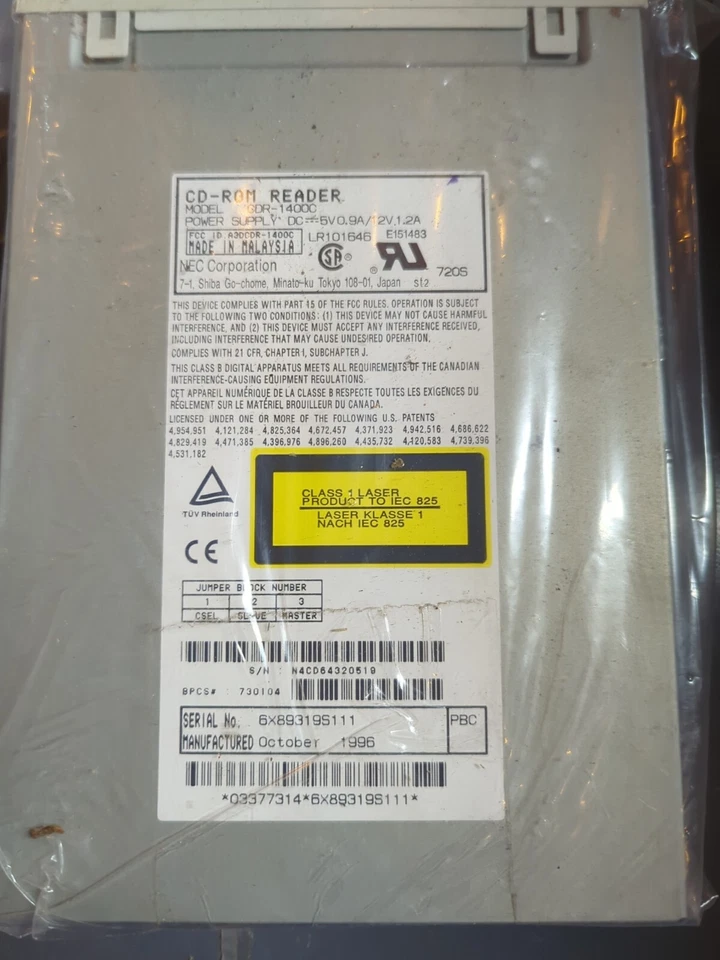 CD-ROM READER
MODEL CDR-1400C
POWER SUPPLY DC⎓5V0.9A/12V,1.2A
FCC ID A3DCDR-1400C LR101646 E151483
MADE IN MALAYSIA
NEC Corporation SA ® ® RU 720S
7-1, Shiba Go-chome, Minato-ku Tokyo 108-01, Japan st2
THIS DEVICE COMPLIES WITH PART 15 OF THE FCC RULES. OPERATION IS SUBJECT
TO THE FOLLOWING TWO CONDITIONS: (1) THIS DEVICE MAY NOT CAUSE HARMFUL
INTERFERENCE, AND (2) THIS DEVICE MUST ACCEPT ANY INTERFERENCE RECEIVED,
INCLUDING INTERFERENCE THAT MAY CAUSE UNDESIRED OPERATION.
COMPLIES WITH 21 CFR, CHAPTER 1, SUBCHAPTER J.
THIS CLASS B DIGITAL APPARATUS MEETS ALL REQUIREMENTS OF THE CANADIAN
INTERFERENCE-CAUSING EQUIPMENT REGULATIONS.
CET APPAREIL NUMÉRIQUE DE LA CLASSE B RESPECTE TOUTES LES EXIGENCES DU
RÈGLEMENT SUR LE MATÉRIEL BROUILLEUR DU CANADA.
LICENSED UNDER ONE OR MORE OF THE FOLLOWING U.S. PATENTS
4,954,951 4,121,284 4,825,364 4,672,457 4,371,923 4,942,516 4,686,622
4,829,419 4,471,385 4,396,976 4,896,260 4,435,732 4,420,583 4,739,396
4,531,182
CLASS 1 LASER
PRODUCT TO IEC 825
LASER KLASSE 1
NACH IEC 825
TÜV Rheinland
CE
JUMPER BLOCK NUMBER
1 2 3
CSEL SLAVE MASTER
S/N : N4CD64320519
BPCS# : 730104
SERIAL No. 6X89319S111 PBC
MANUFACTURED October 1996
*03377314*6X89319S111*